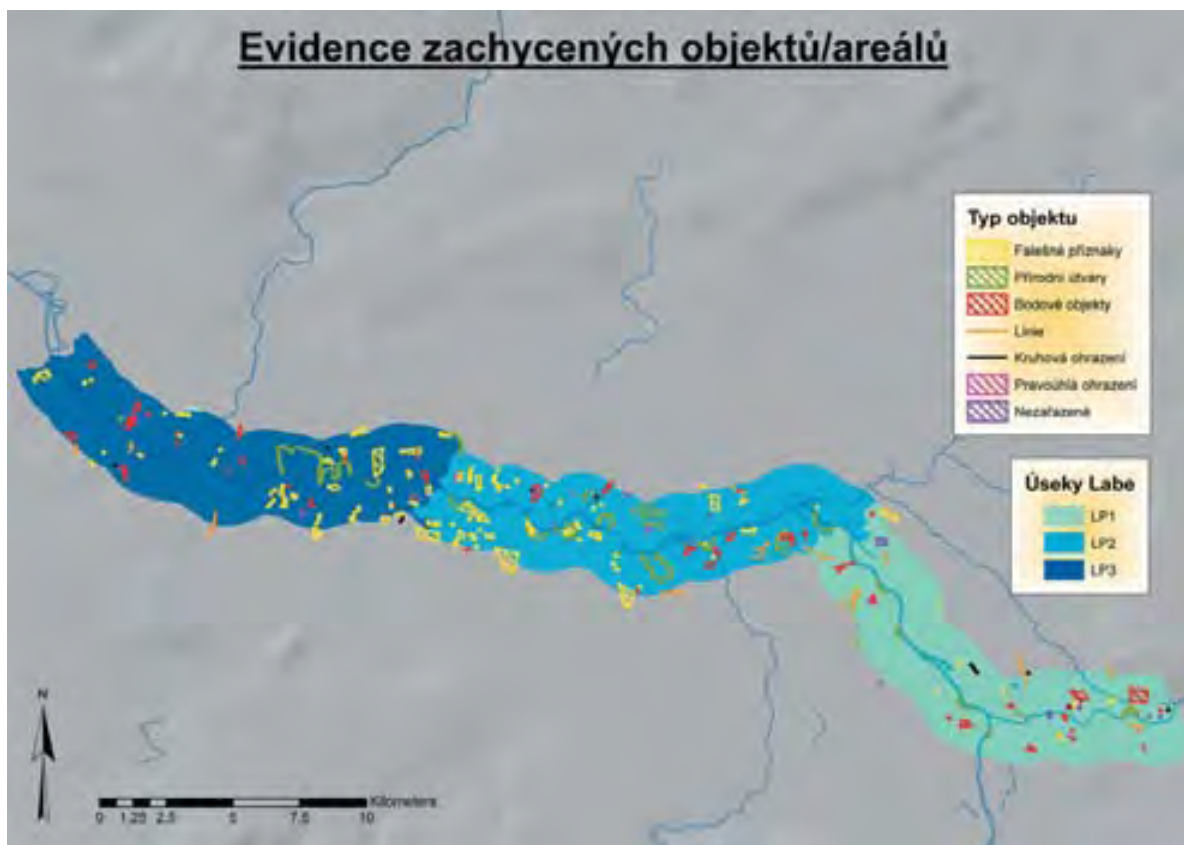 Evidence zachycených objektů/areálů
Typ objektu
Falešné příznaky
Přírodní útvary
Bodové objekty
Linie
Kruhová ohrazení
Pravoúhlá ohrazení
Nezařazené
Úseky Labe
LP1
LP2
LP3
N
Kilometers
0 1.25 2.5 5 7.5 10